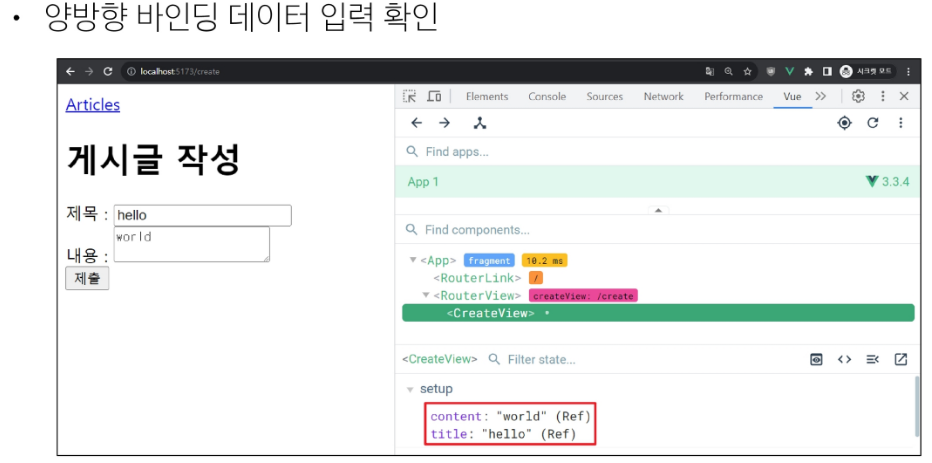 • 양방향 바인딩 데이터 입력 확인
localhost:5173/create
시크릿 모드
Elements Console Sources Network Performance Vue
Articles
Find apps...
게시글 작성
App 1 3.3.4
제목 : hello
Find components...
world
내용 :
제출
<App> fragment 10.2 ms
<RouterLink> /
<RouterView> createView: /create
<CreateView>
<CreateView> Filter state...
setup
content: "world" (Ref)
title: "hello" (Ref)